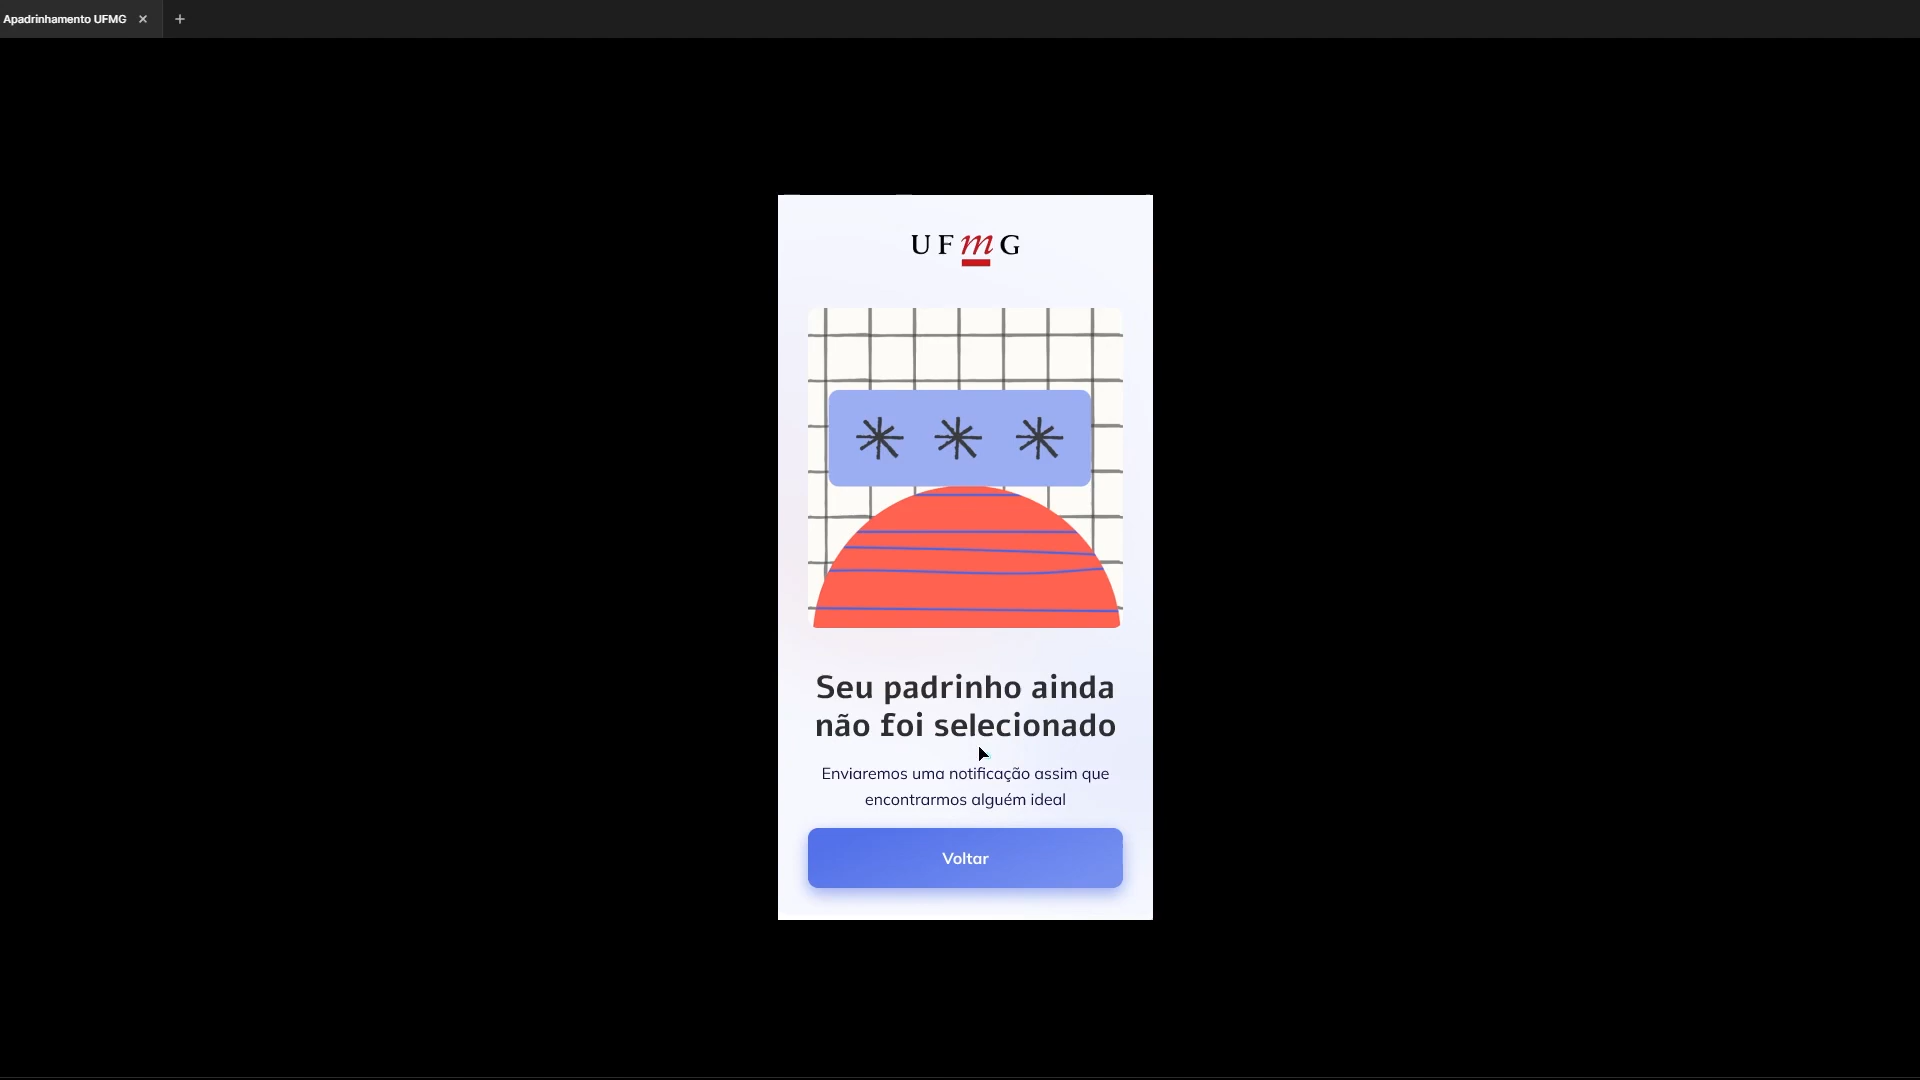 Apadrinhamento UFMG
UFmG
Seu padrinho ainda
não foi selecionado
Enviaremos uma notificação assim que
encontrarmos alguém ideal
Voltar